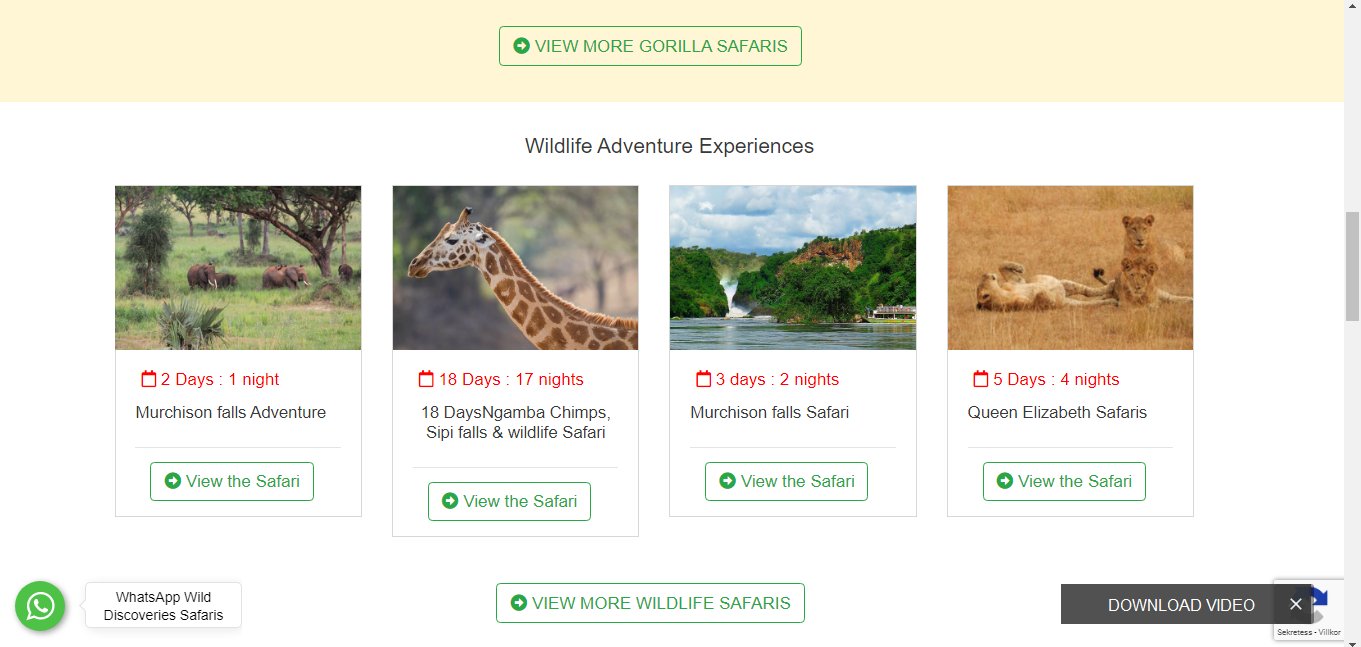 VIEW MORE GORILLA SAFARIS
Wildlife Adventure Experiences
2 Days : 1 night
Murchison falls Adventure
View the Safari
18 Days : 17 nights
18 DaysNgamba Chimps,
Sipi falls & wildlife Safari
View the Safari
3 days : 2 nights
Murchison falls Safari
View the Safari
5 Days : 4 nights
Queen Elizabeth Safaris
View the Safari
WhatsApp Wild
Discoveries Safaris
VIEW MORE WILDLIFE SAFARIS
DOWNLOAD VIDEO
Sekretess - Villkor